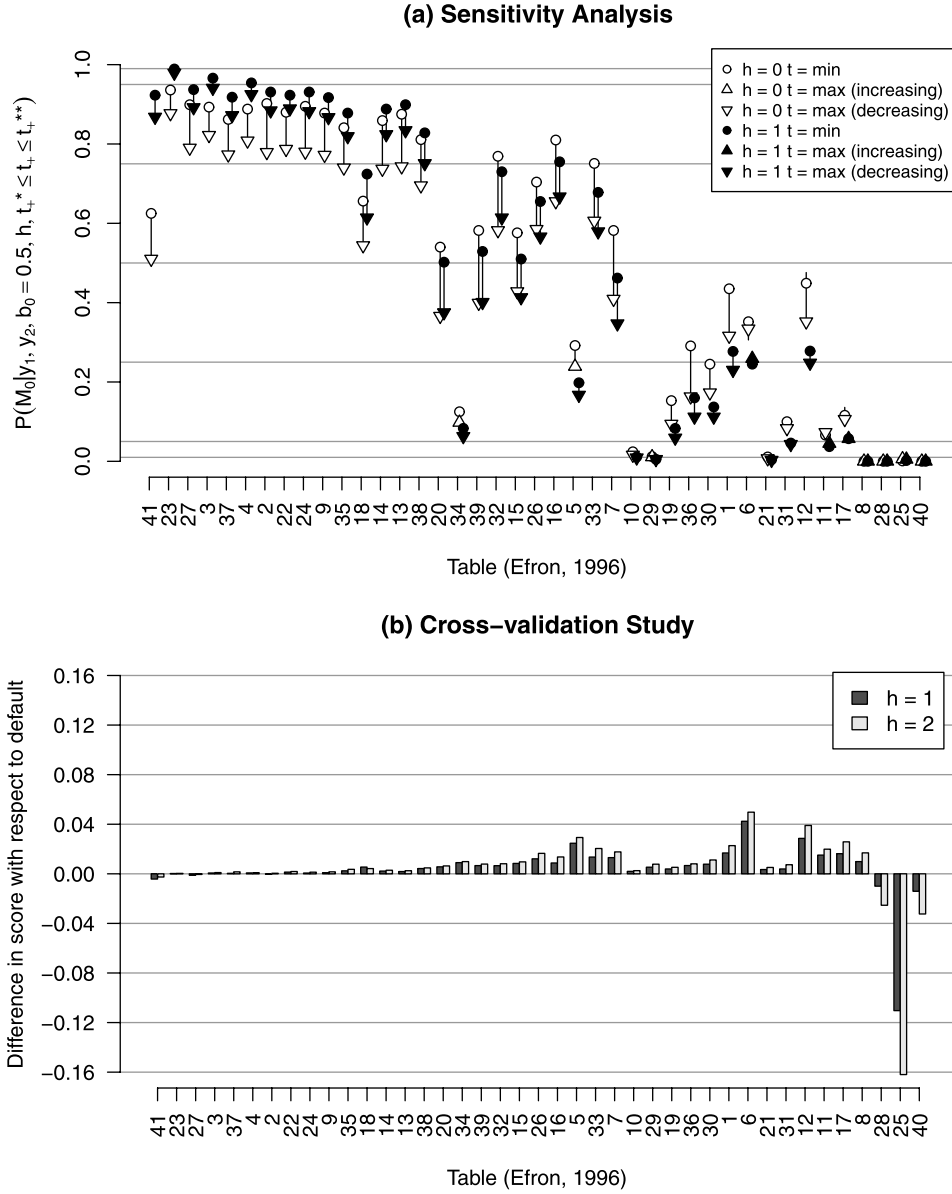 (a) Sensitivity Analysis
P(M₀|y₁, y₂, b₀ = 0.5, h, t₊* ≤ t₊ ≤ t₊**)
1.0
0.8
0.6
0.4
0.2
0.0
h = 0 t = min
h = 0 t = max (increasing)
h = 0 t = max (decreasing)
h = 1 t = min
h = 1 t = max (increasing)
h = 1 t = max (decreasing)
41 23 27 3 37 4 2 22 24 9 35 18 14 13 38 20 34 39 32 15 26 16 5 33 7 10 29 19 36 30 1 6 21 31 12 11 17 8 28 25 40
Table (Efron, 1996)
(b) Cross−validation Study
Difference in score with respect to default
0.16
0.12
0.08
0.04
0.00
−0.04
−0.08
−0.12
−0.16
h = 1
h = 2
41 23 27 3 37 4 2 22 24 9 35 18 14 13 38 20 34 39 32 15 26 16 5 33 7 10 29 19 36 30 1 6 21 31 12 11 17 8 28 25 40
Table (Efron, 1996)